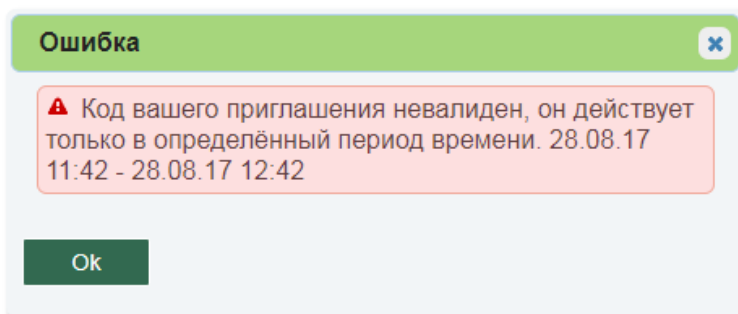 Ошибка
Код вашего приглашения невалиден, он действует
только в определённый период времени. 28.08.17
11:42 - 28.08.17 12:42
Ok